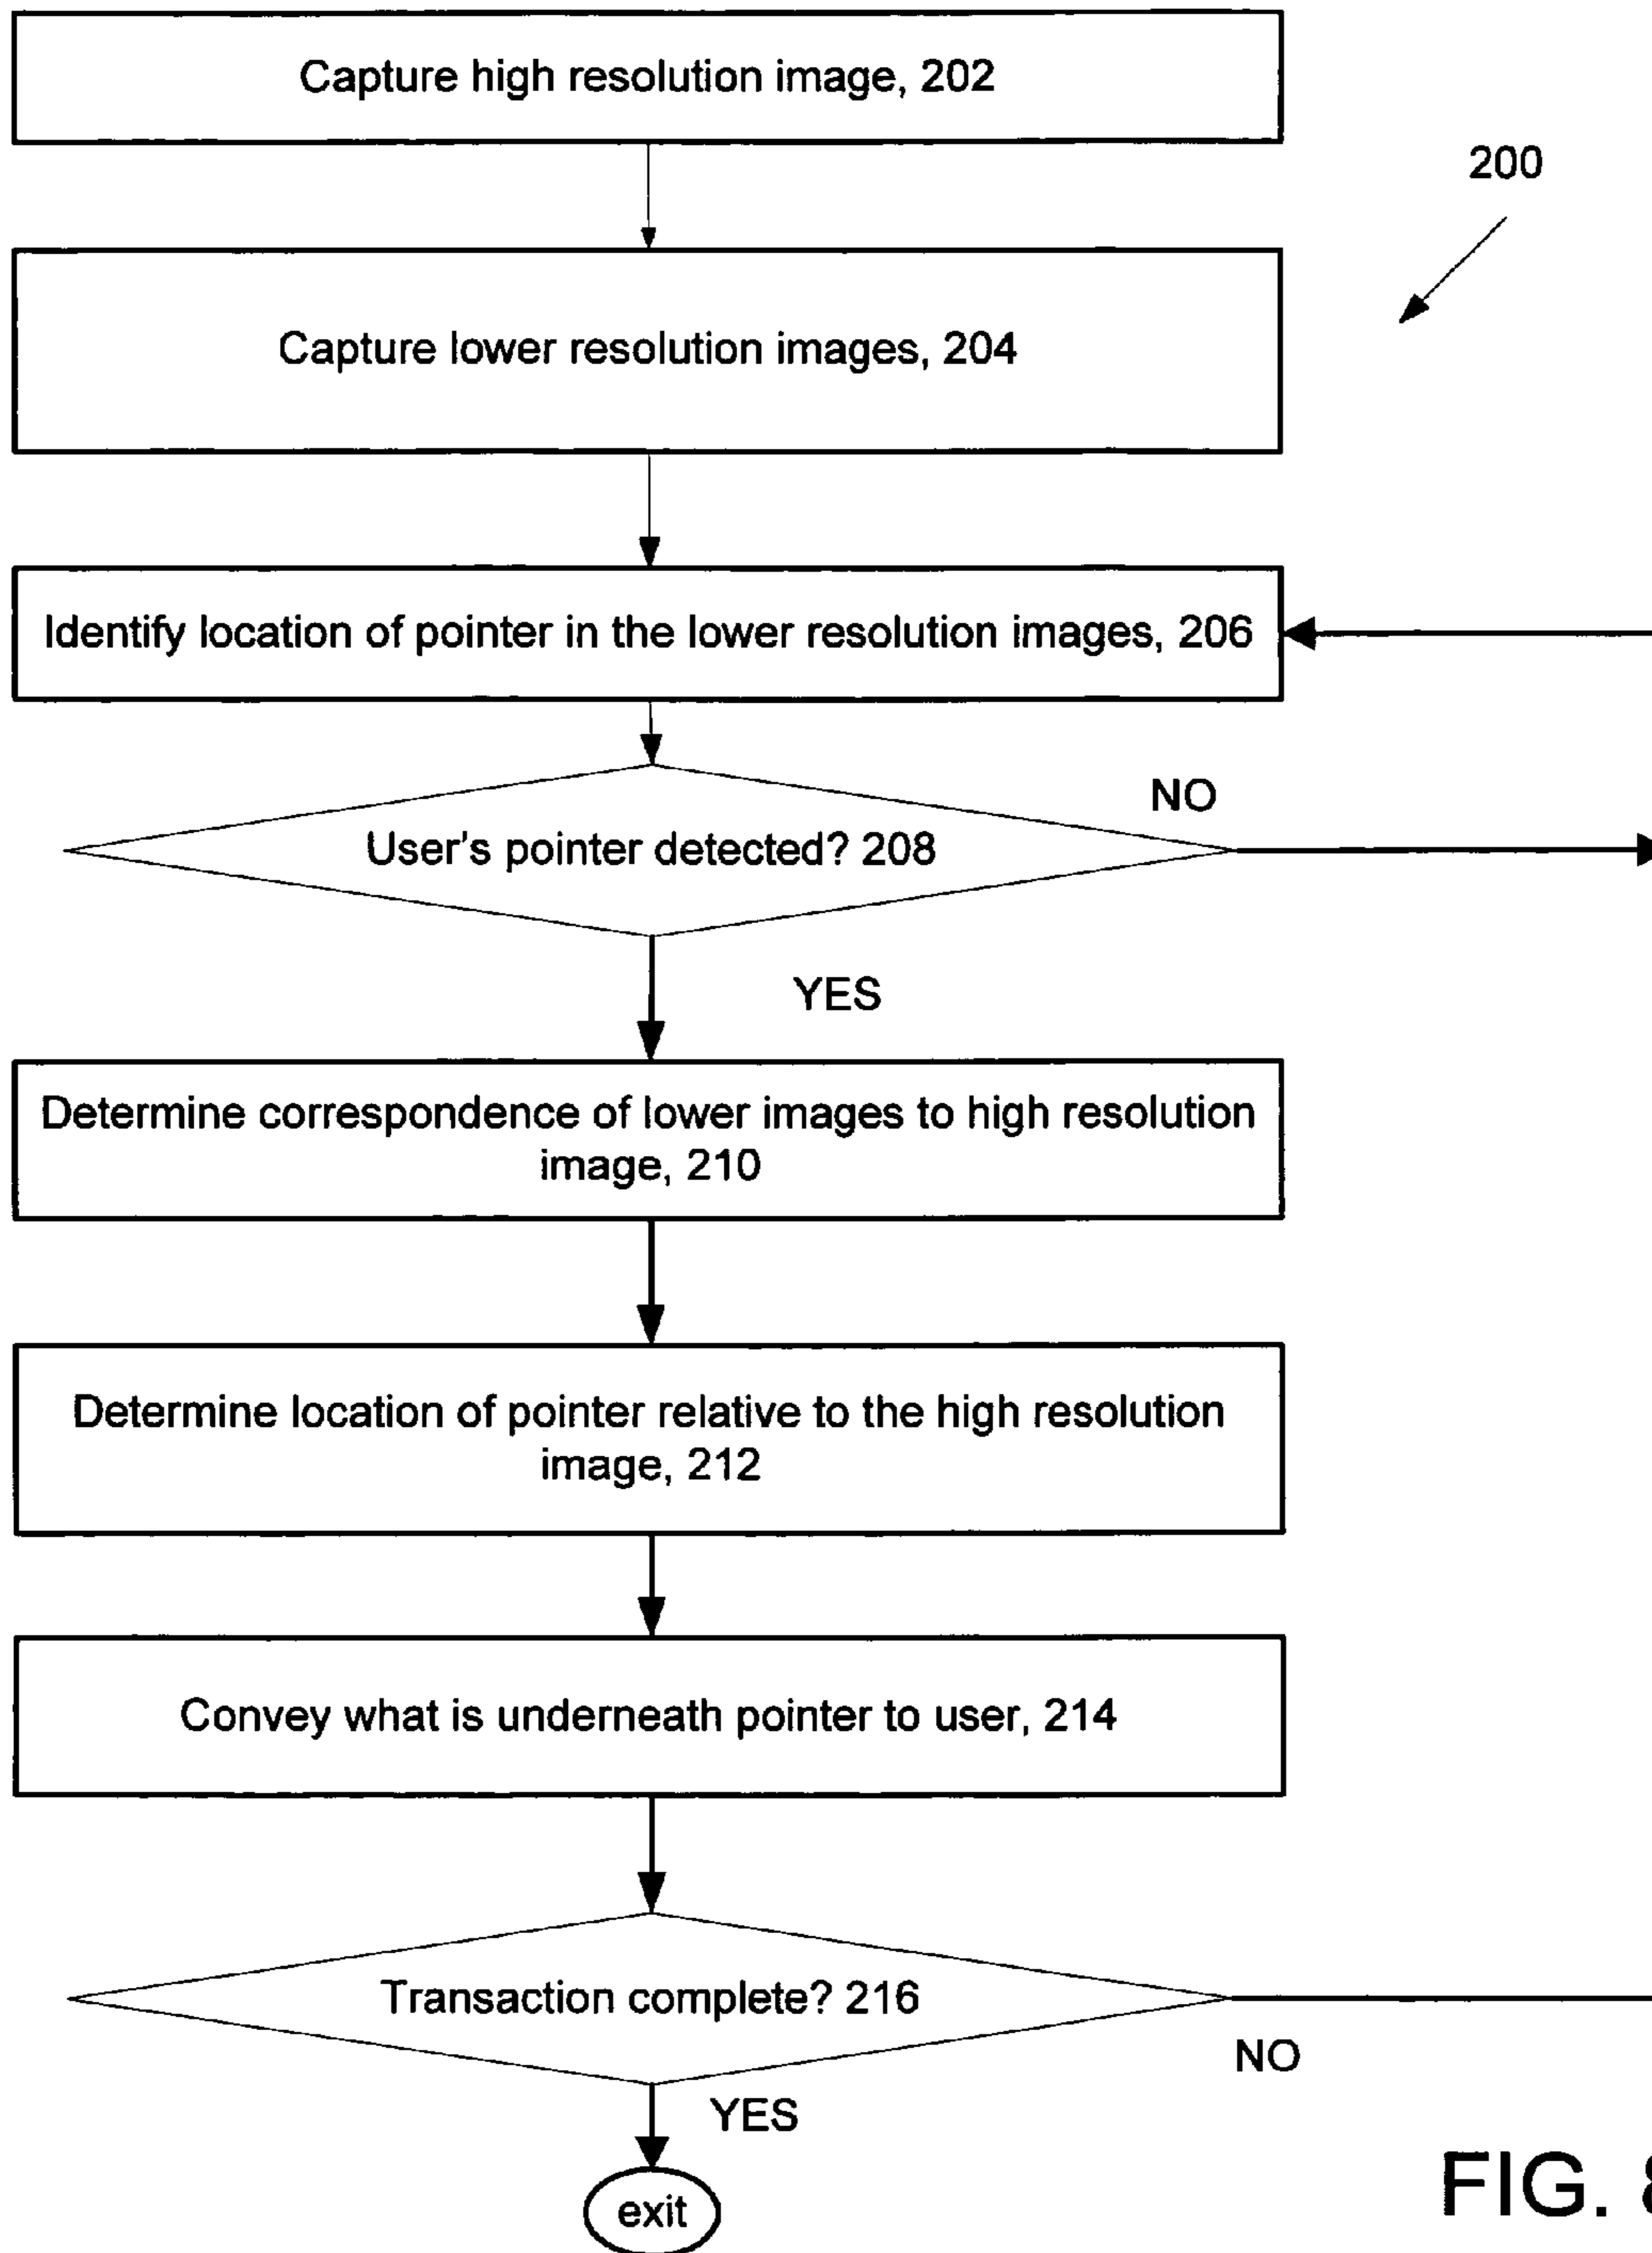 Capture high resolution image, 202
200
Capture lower resolution images, 204
Identify location of pointer in the lower resolution images, 206
NO
User's pointer detected? 208
YES
Determine correspondence of lower images to high resolution
image, 210
Determine location of pointer relative to the high resolution
image, 212
Convey what is underneath pointer to user, 214
Transaction complete? 216
NO
YES
exit
FIG. 8